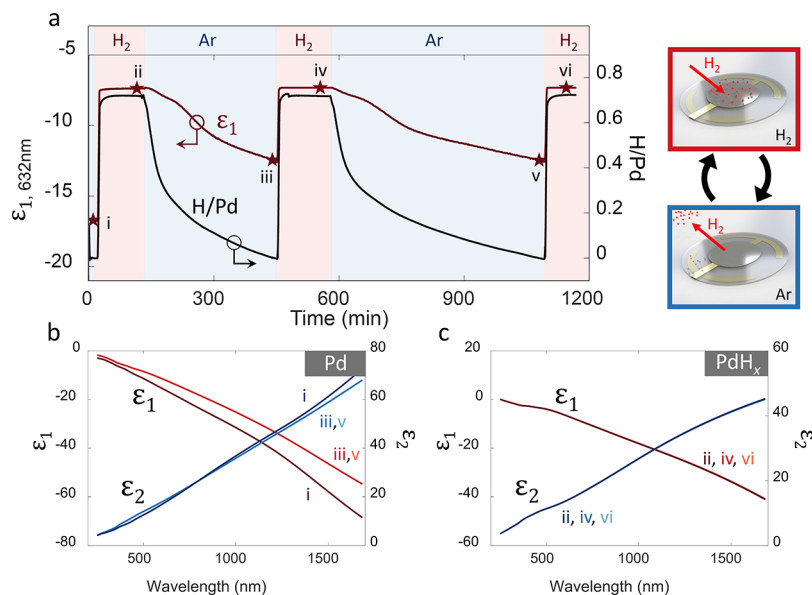 a
H₂ Ar H₂ Ar H₂
-5
-10
-15
-20
ε₁, 632nm
i
ii
iii
iv
v
vi
ε₁
H/Pd
0.8
0.6
0.4
0.2
0
H/Pd
0 300 600 900 1200
Time (min)
H₂
H₂
H₂
Ar
b
Pd
0
-20
-40
-60
-80
ε₁
80
60
40
20
0
ε₂
ε₁
ε₂
i
iii,v
iii,v
i
500 1000 1500
Wavelength (nm)
c
PdHₓ
20
0
-20
-40
-60
ε₁
60
45
30
15
0
ε₂
ε₁
ε₂
ii, iv, vi
ii, iv, vi
500 1000 1500
Wavelength (nm)